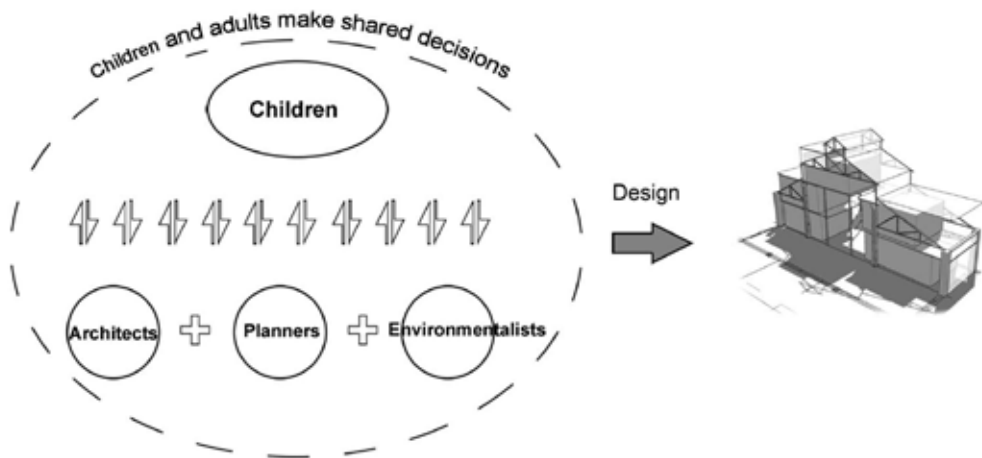 Children and adults make shared decisions
Children
Design
Architects
Planners
Environmentalists